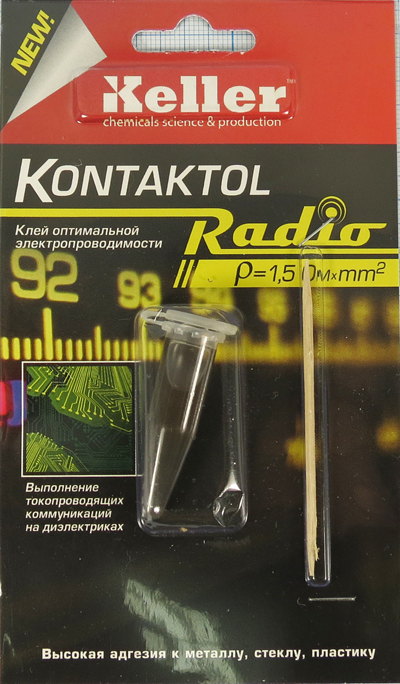 NEW!
Keller™
chemicals science & production
KONTAKTOL
Клей оптимальной
электропроводимости
Radio
ρ=1,5 Ом×mm²
92
93
Выполнение
токопроводящих
коммуникаций
на диэлектриках
Высокая адгезия к металлу, стеклу, пластику